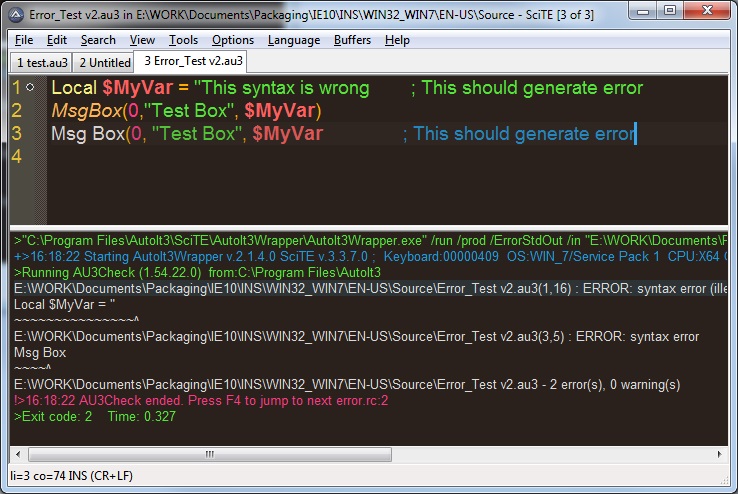 Error_Test v2.au3 in E:\WORK\Documents\Packaging\IE10\INS\WIN32_WIN7\EN-US\Source - SciTE [3 of 3]
File Edit Search View Tools Options Language Buffers Help
1 test.au3 2 Untitled 3 Error_Test v2.au3
1 Local $MyVar = "This syntax is wrong ; This should generate error
2 MsgBox(0,"Test Box", $MyVar)
3 Msg Box(0, "Test Box", $MyVar ; This should generate error
4
>"C:\Program Files\AutoIt3\SciTE\AutoIt3Wrapper\AutoIt3Wrapper.exe" /run /prod /ErrorStdOut /in "E:\WORK\Documents\P
+>16:18:22 Starting AutoIt3Wrapper v.2.1.4.0 SciTE v.3.3.7.0 ; Keyboard:00000409 OS:WIN_7/Service Pack 1 CPU:X64 O
>Running AU3Check (1.54.22.0) from:C:\Program Files\AutoIt3
E:\WORK\Documents\Packaging\IE10\INS\WIN32_WIN7\EN-US\Source\Error_Test v2.au3(1,16) : ERROR: syntax error (ille
Local $MyVar = "
~~~~~~~~~~~~~~~^
E:\WORK\Documents\Packaging\IE10\INS\WIN32_WIN7\EN-US\Source\Error_Test v2.au3(3,5) : ERROR: syntax error
Msg Box
~~~~^
E:\WORK\Documents\Packaging\IE10\INS\WIN32_WIN7\EN-US\Source\Error_Test v2.au3 - 2 error(s), 0 warning(s)
!>16:18:22 AU3Check ended. Press F4 to jump to next error.rc:2
>Exit code: 2 Time: 0.327
li=3 co=74 INS (CR+LF)